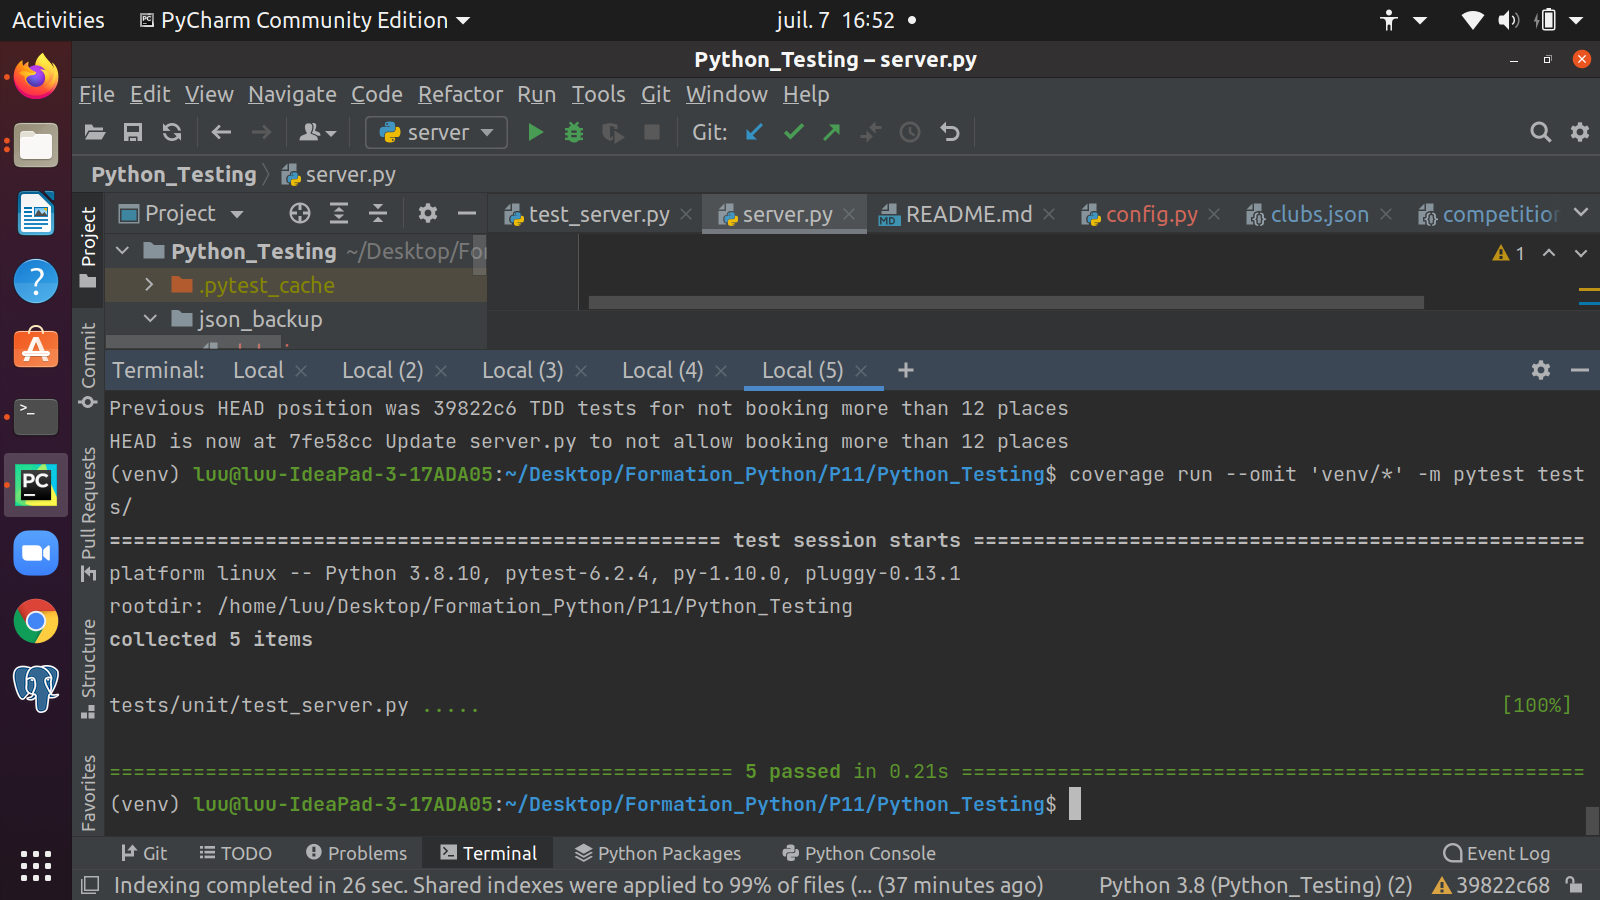 Activities
PyCharm Community Edition
juil. 7 16:52
Python_Testing – server.py
File Edit View Navigate Code Refactor Run Tools Git Window Help
server
Git:
Python_Testing server.py
Project
test_server.py server.py README.md config.py clubs.json competition
Python_Testing ~/Desktop/For
1
.pytest_cache
json_backup
Project
Commit
Pull Requests
Structure
Favorites
Terminal: Local Local (2) Local (3) Local (4) Local (5)
Previous HEAD position was 39822c6 TDD tests for not booking more than 12 places
HEAD is now at 7fe58cc Update server.py to not allow booking more than 12 places
(venv) luu@luu-IdeaPad-3-17ADA05:~/Desktop/Formation_Python/P11/Python_Testing$ coverage run --omit 'venv/*' -m pytest test
s/
=================================================== test session starts ===================================================
platform linux -- Python 3.8.10, pytest-6.2.4, py-1.10.0, pluggy-0.13.1
rootdir: /home/luu/Desktop/Formation_Python/P11/Python_Testing
collected 5 items
tests/unit/test_server.py ..... [100%]
==================================================== 5 passed in 0.21s ====================================================
(venv) luu@luu-IdeaPad-3-17ADA05:~/Desktop/Formation_Python/P11/Python_Testing$
Git TODO Problems Terminal Python Packages Python Console Event Log
Indexing completed in 26 sec. Shared indexes were applied to 99% of files (... (37 minutes ago) Python 3.8 (Python_Testing) (2) 39822c68